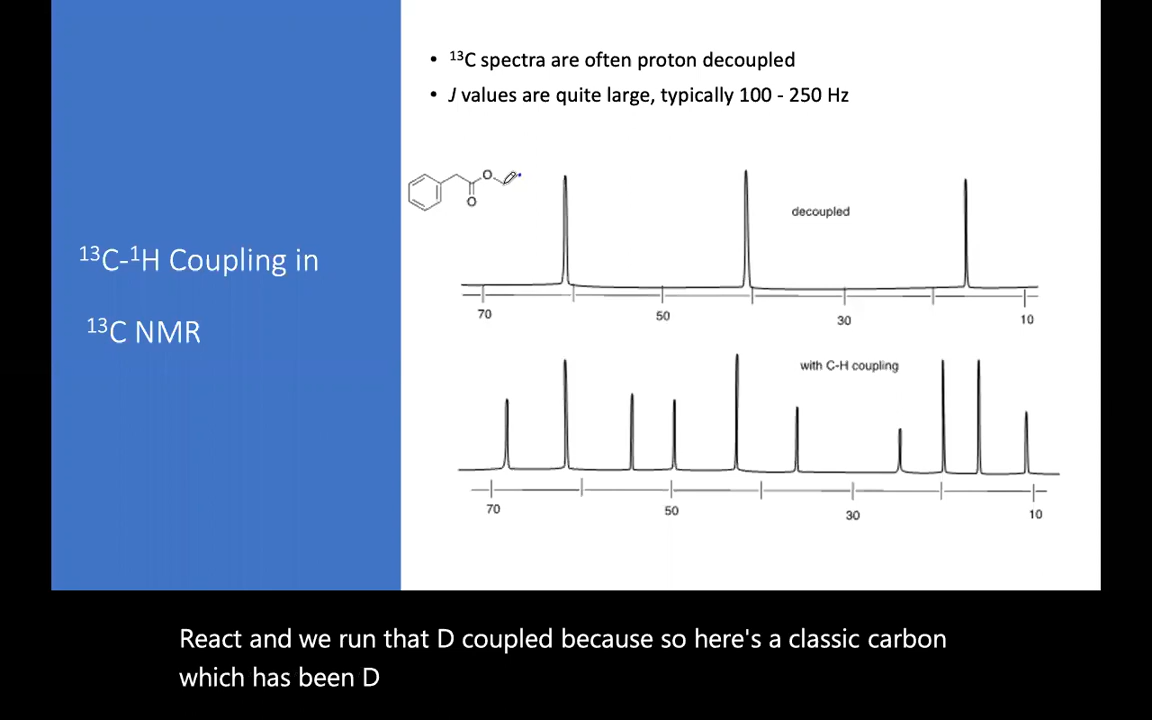 • ¹³C spectra are often proton decoupled
• J values are quite large, typically 100 - 250 Hz
O
O
decoupled
70 50 30 10
¹³C-¹H Coupling in
¹³C NMR
with C-H coupling
70 50 30 10
React and we run that D coupled because so here's a classic carbon
which has been D